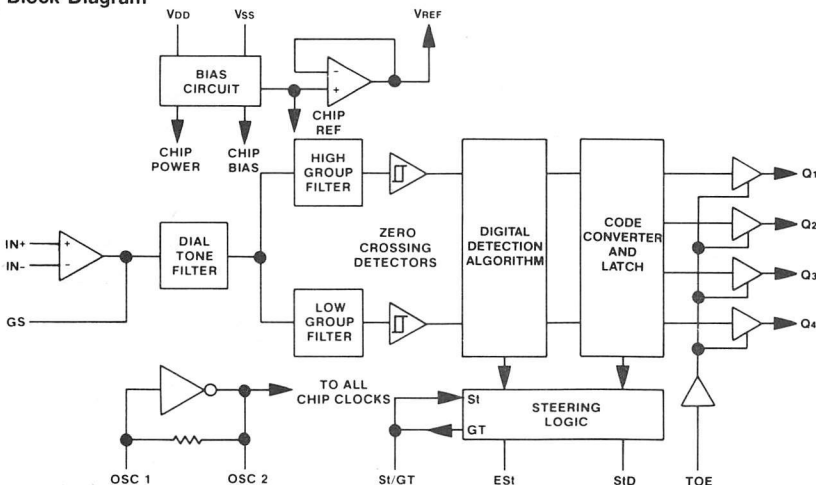 Block Diagram
VDD
VSS
VREF
BIAS
CIRCUIT
-
+
CHIP
REF
CHIP
POWER
CHIP
BIAS
HIGH
GROUP
FILTER
IN+
IN-
+
-
GS
DIAL
TONE
FILTER
ZERO
CROSSING
DETECTORS
DIGITAL
DETECTION
ALGORITHM
CODE
CONVERTER
AND
LATCH
Q1
Q2
Q3
Q4
LOW
GROUP
FILTER
TO ALL
CHIP CLOCKS
St
GT
STEERING
LOGIC
OSC 1
OSC 2
St/GT
ESt
StD
TOE